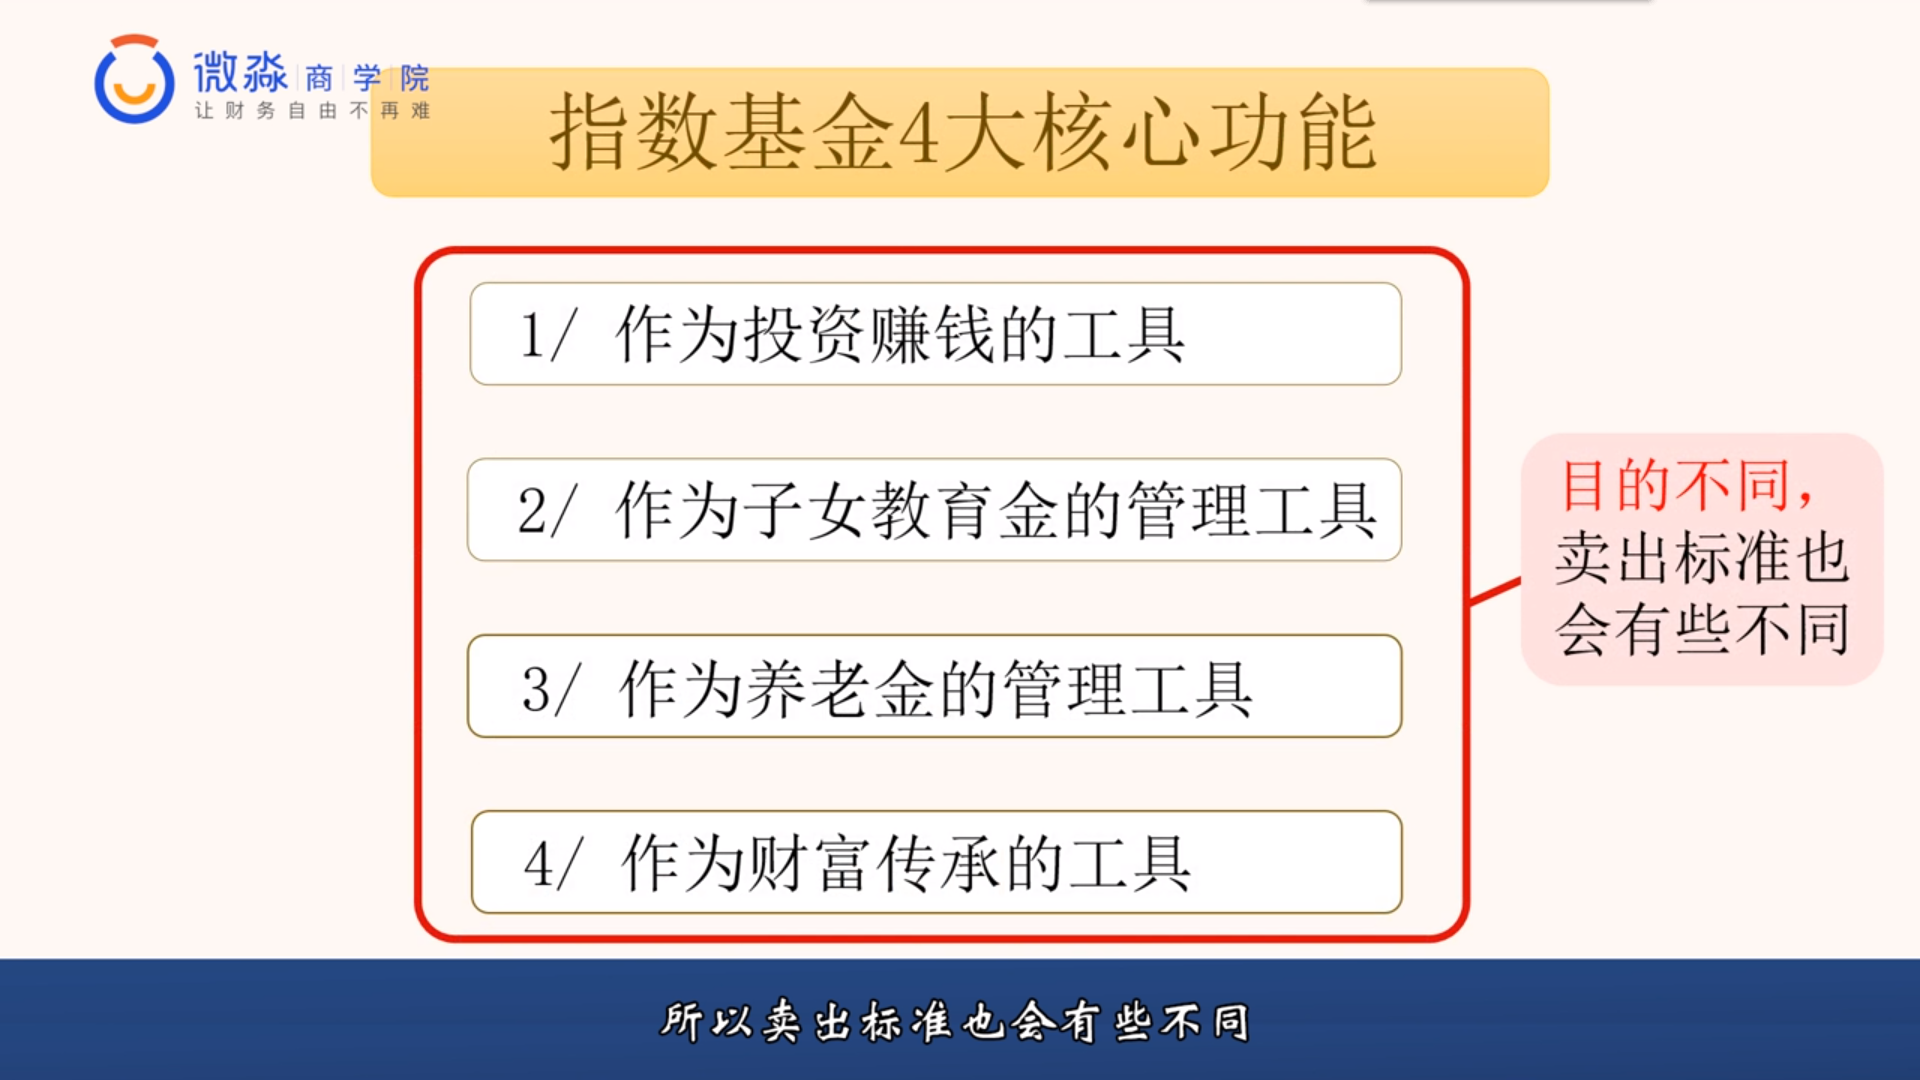 微淼商学院
让财务自由不再难
指数基金4大核心功能
1/ 作为投资赚钱的工具
2/ 作为子女教育金的管理工具
3/ 作为养老金的管理工具
4/ 作为财富传承的工具
目的不同，
卖出标准也
会有些不同
所以卖出标准也会有些不同